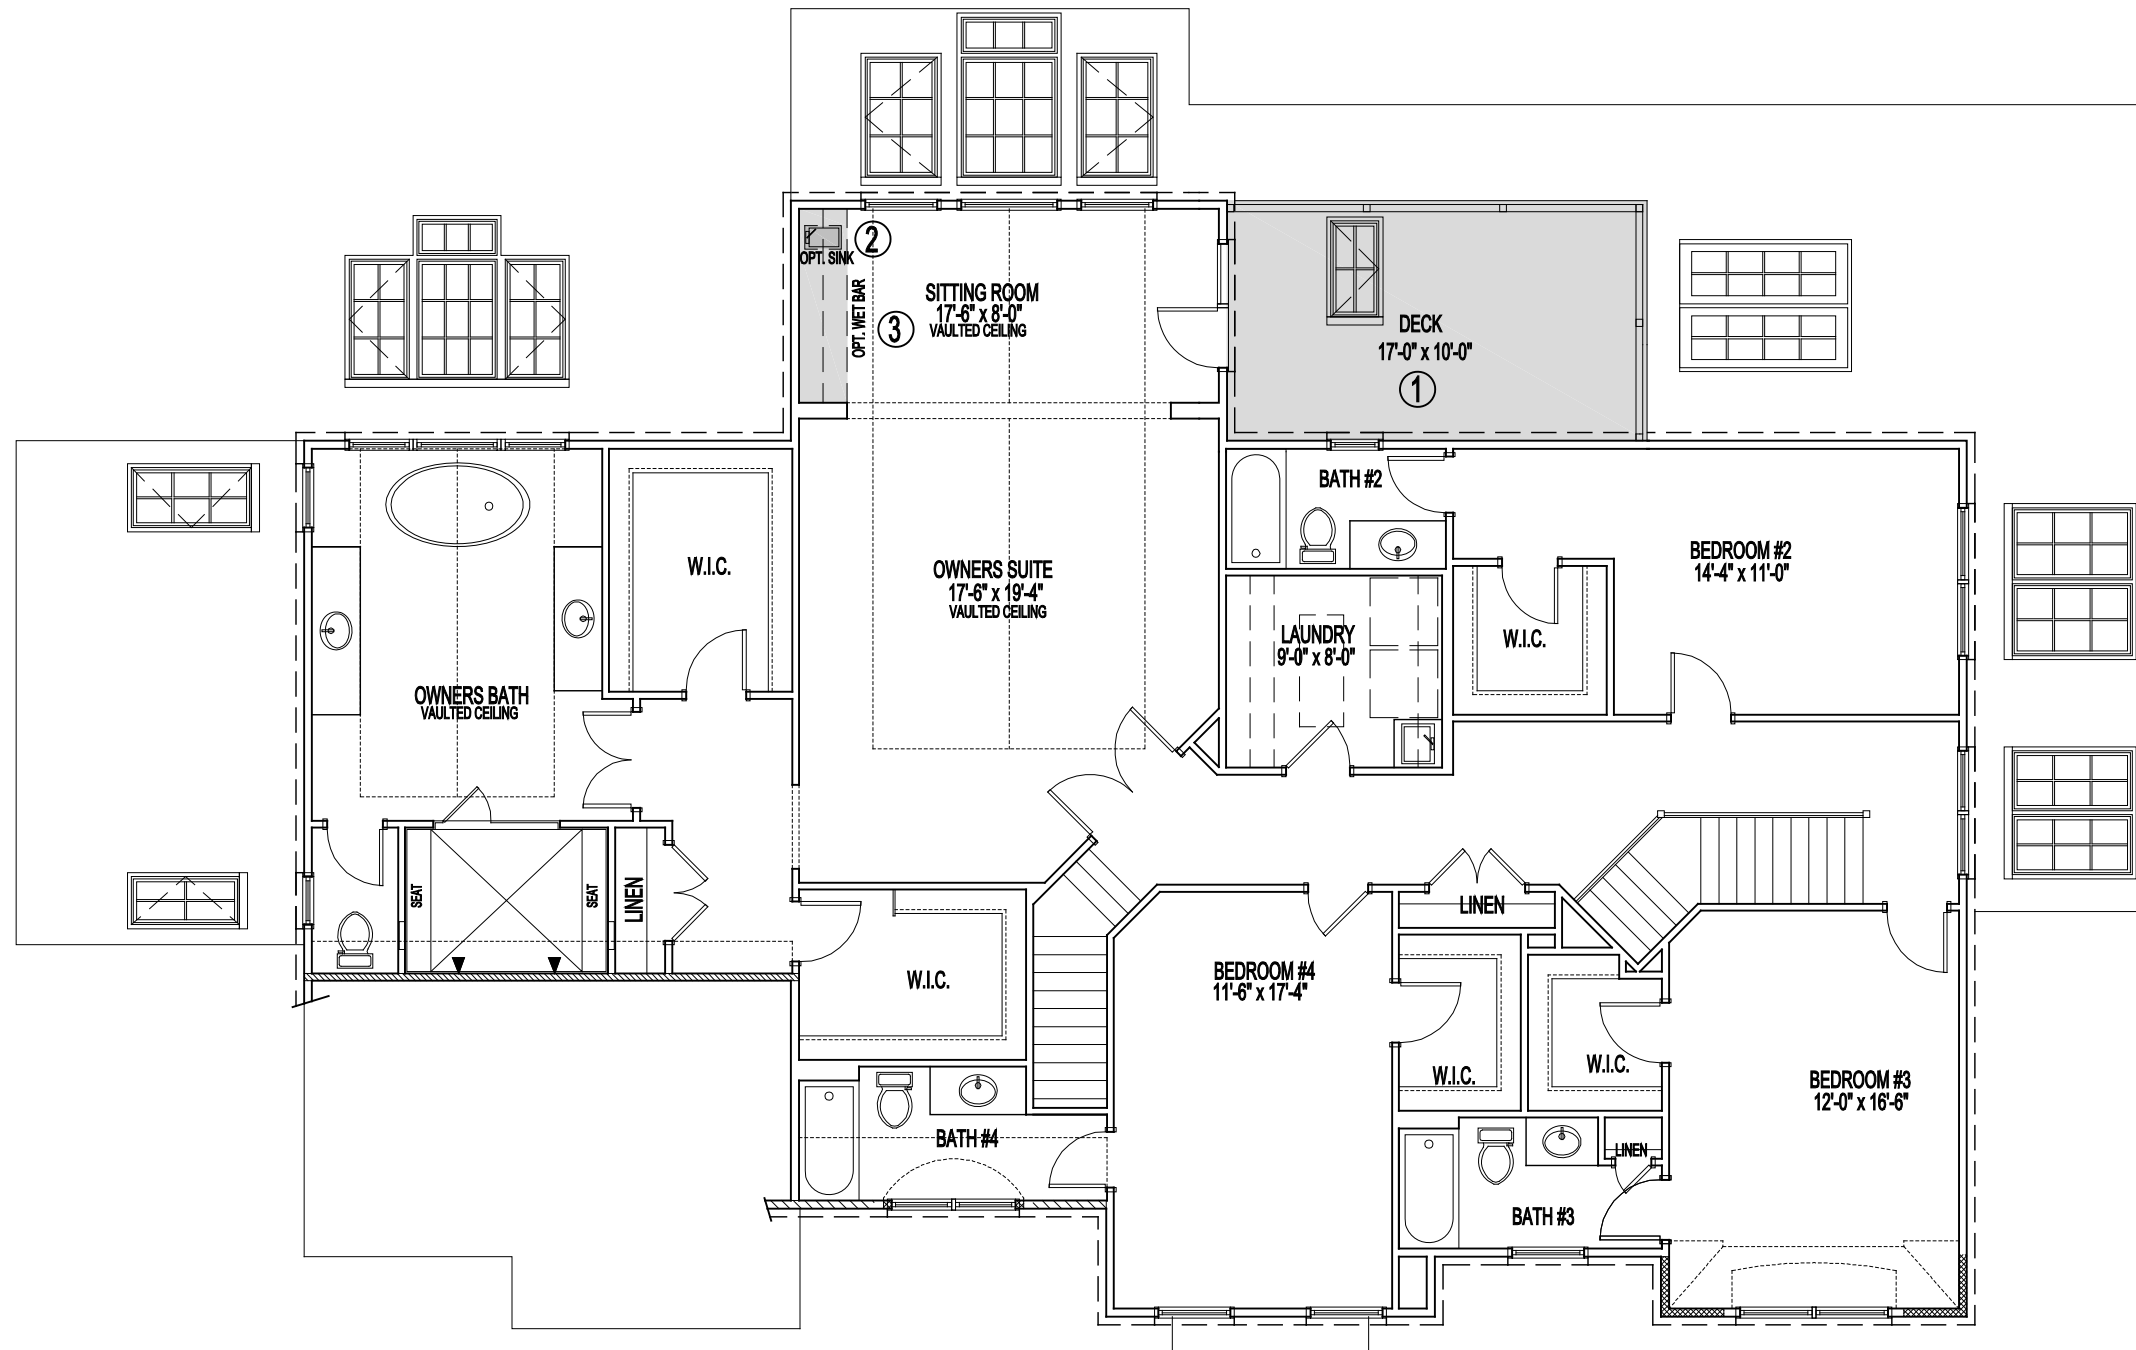 2
OPT. SINK
OPT. WET BAR
3
SITTING ROOM
17'-6" x 8'-0"
VAULTED CEILING
DECK
17'-0" x 10'-0"
1
BATH #2
W.I.C.
OWNERS SUITE
17'-6" x 19'-4"
VAULTED CEILING
BEDROOM #2
14'-4" x 11'-0"
LAUNDRY
9'-0" x 8'-0"
W.I.C.
OWNERS BATH
VAULTED CEILING
SEAT
SEAT
LINEN
LINEN
W.I.C.
BEDROOM #4
11'-6" x 17'-4"
W.I.C.
W.I.C.
BEDROOM #3
12'-0" x 16'-6"
BATH #4
LINEN
BATH #3